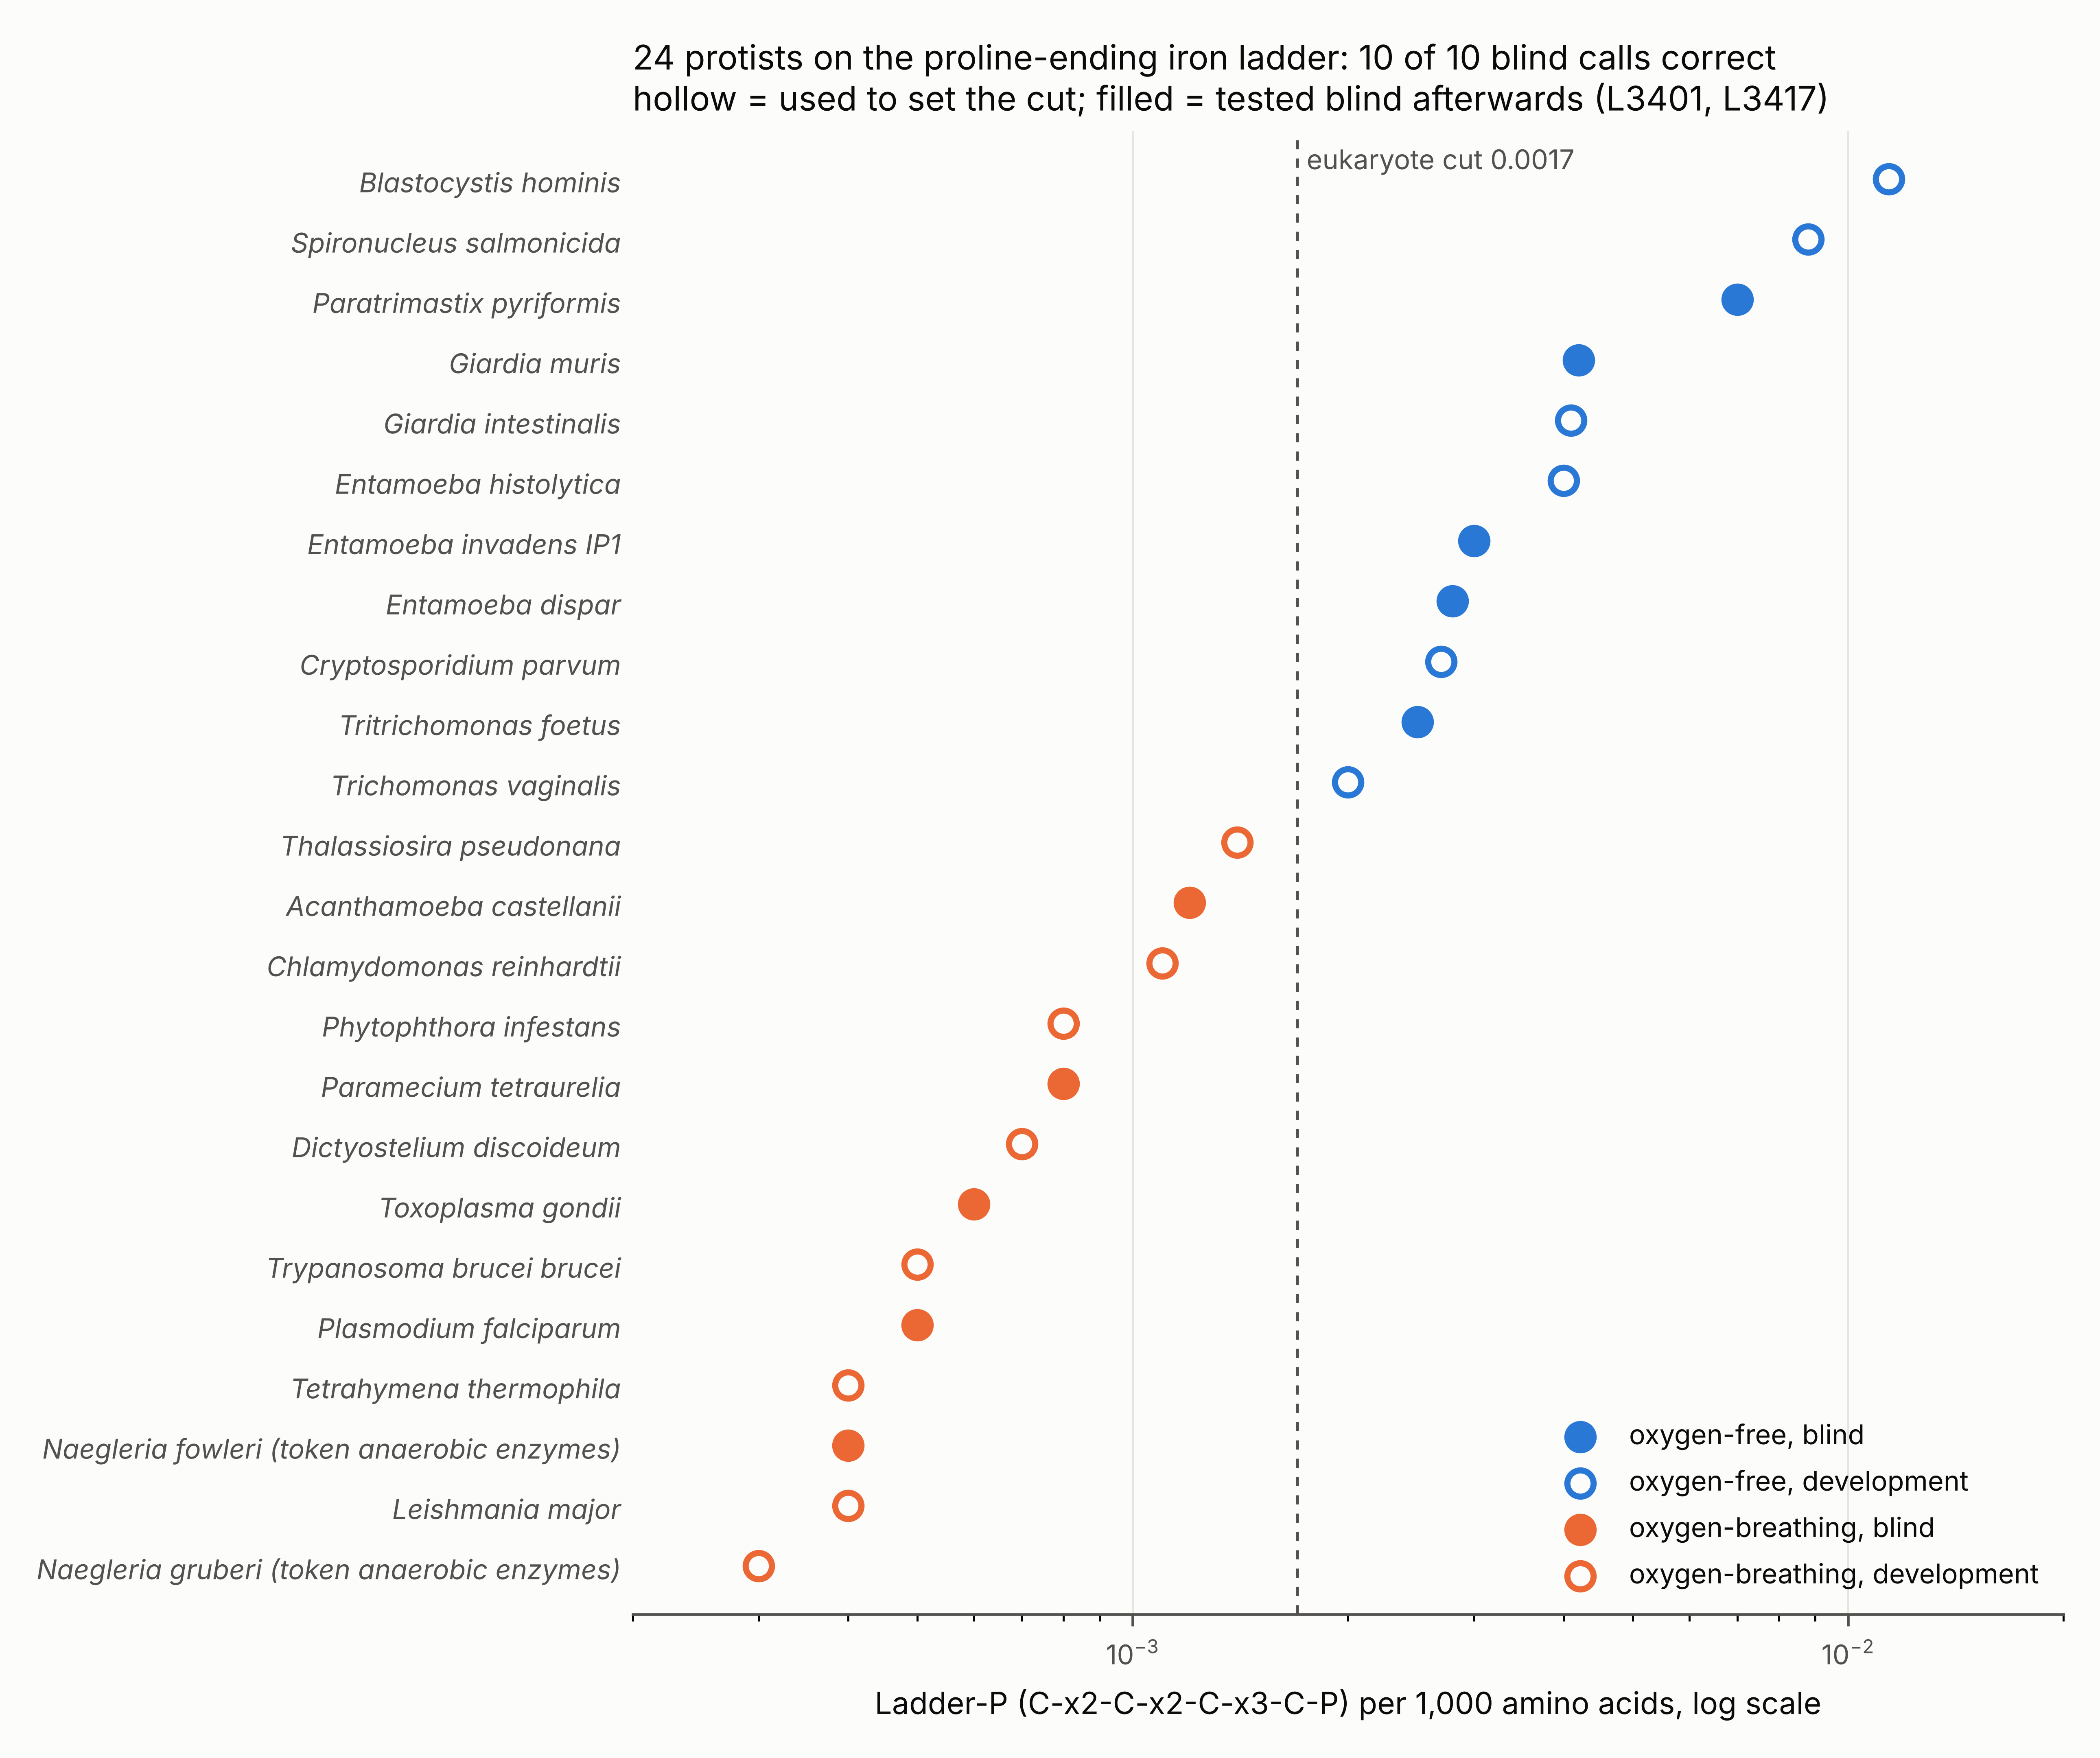 24 protists on the proline-ending iron ladder: 10 of 10 blind calls correct
hollow = used to set the cut; filled = tested blind afterwards (L3401, L3417)
eukaryote cut 0.0017
Blastocystis hominis
Spironucleus salmonicida
Paratrimastix pyriformis
Giardia muris
Giardia intestinalis
Entamoeba histolytica
Entamoeba invadens IP1
Entamoeba dispar
Cryptosporidium parvum
Tritrichomonas foetus
Trichomonas vaginalis
Thalassiosira pseudonana
Acanthamoeba castellanii
Chlamydomonas reinhardtii
Phytophthora infestans
Paramecium tetraurelia
Dictyostelium discoideum
Toxoplasma gondii
Trypanosoma brucei brucei
Plasmodium falciparum
Tetrahymena thermophila
Naegleria fowleri (token anaerobic enzymes)
Leishmania major
Naegleria gruberi (token anaerobic enzymes)
oxygen-free, blind
oxygen-free, development
oxygen-breathing, blind
oxygen-breathing, development
10⁻³
10⁻²
Ladder-P (C-x2-C-x2-C-x3-C-P) per 1,000 amino acids, log scale